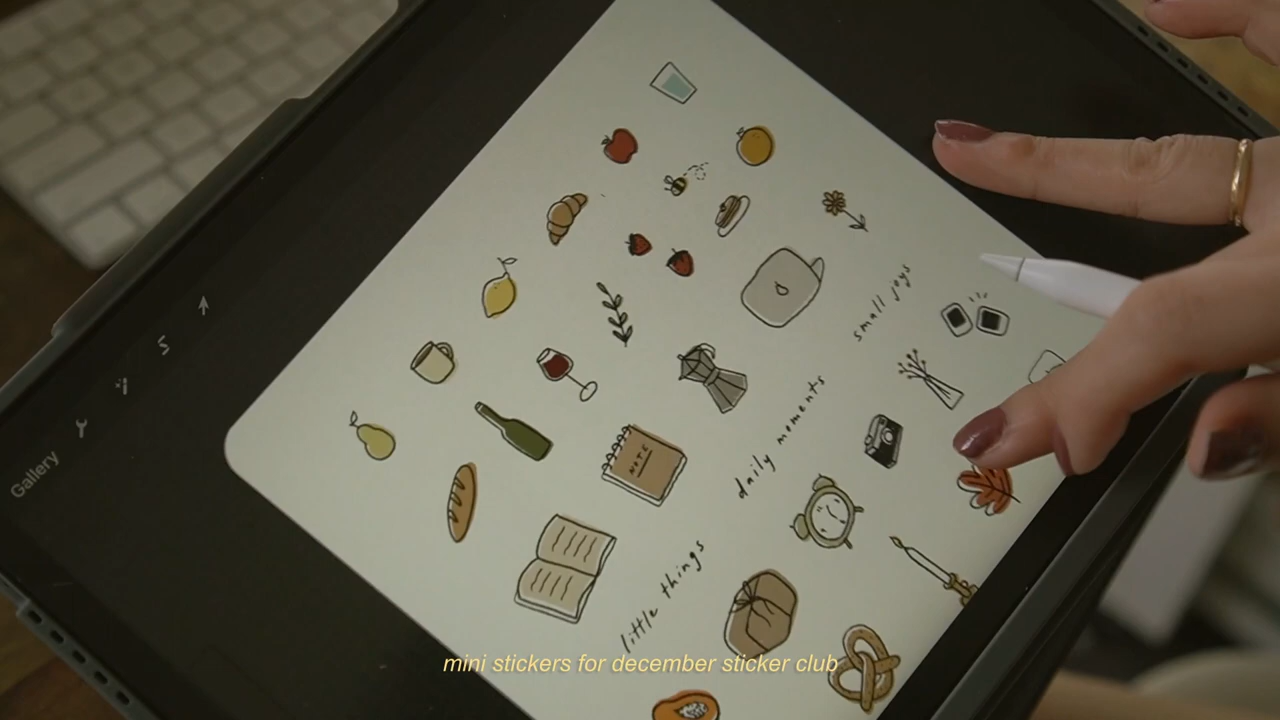 Gallery
small joys
daily moments
NOTE
little things
mini stickers for december sticker club